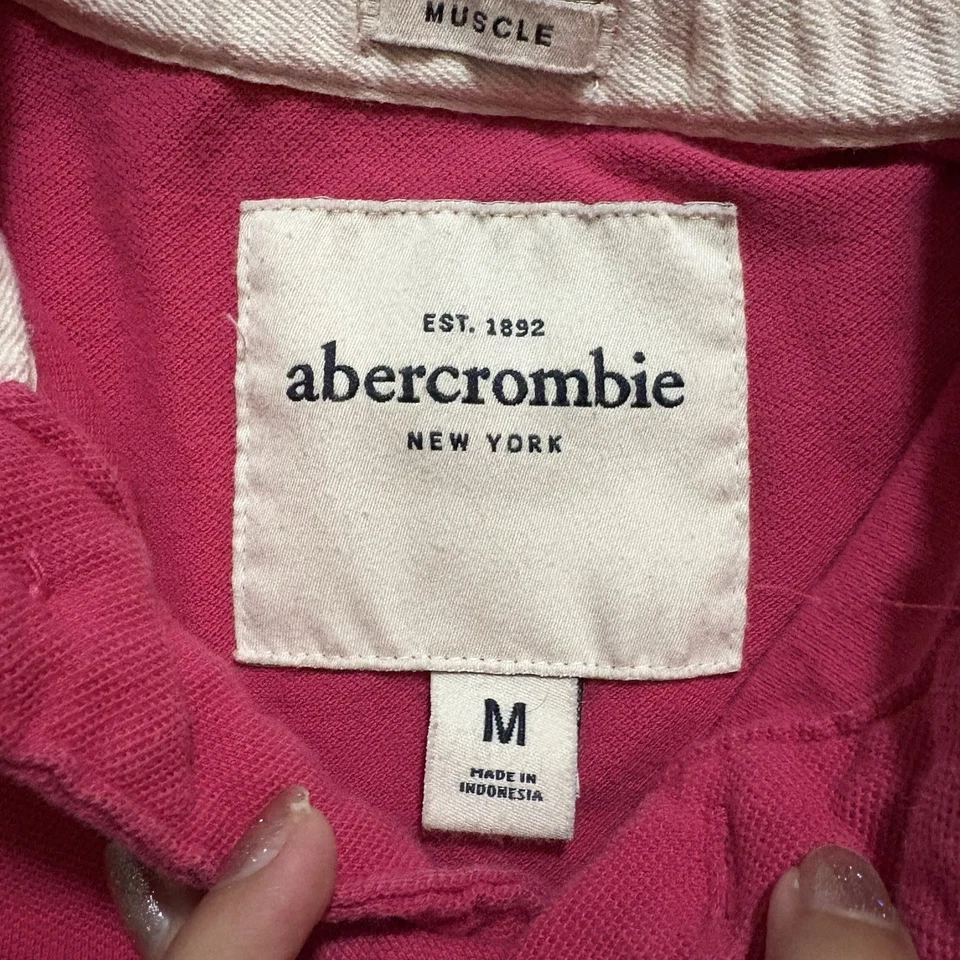 MUSCLE
EST. 1892
abercrombie
NEW YORK
M
MADE IN
INDONESIA